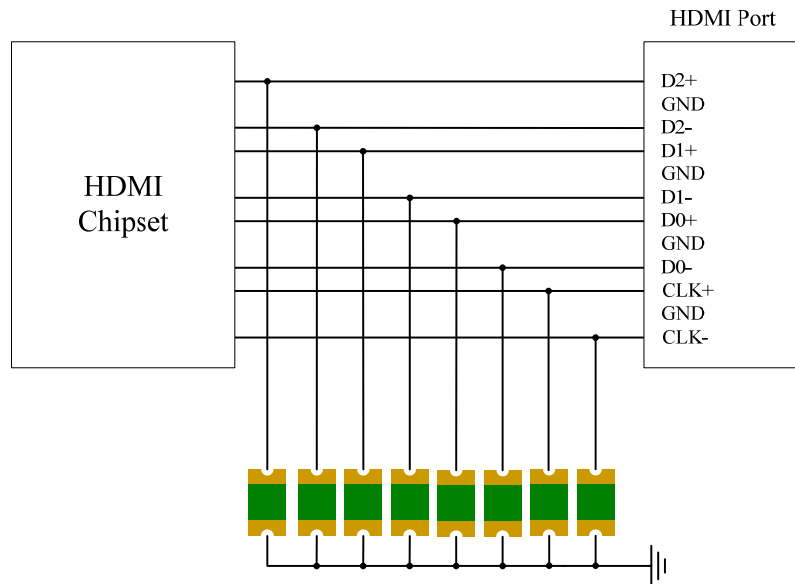 HDMI Port
HDMI
Chipset
D2+
GND
D2-
D1+
GND
D1-
D0+
GND
D0-
CLK+
GND
CLK-